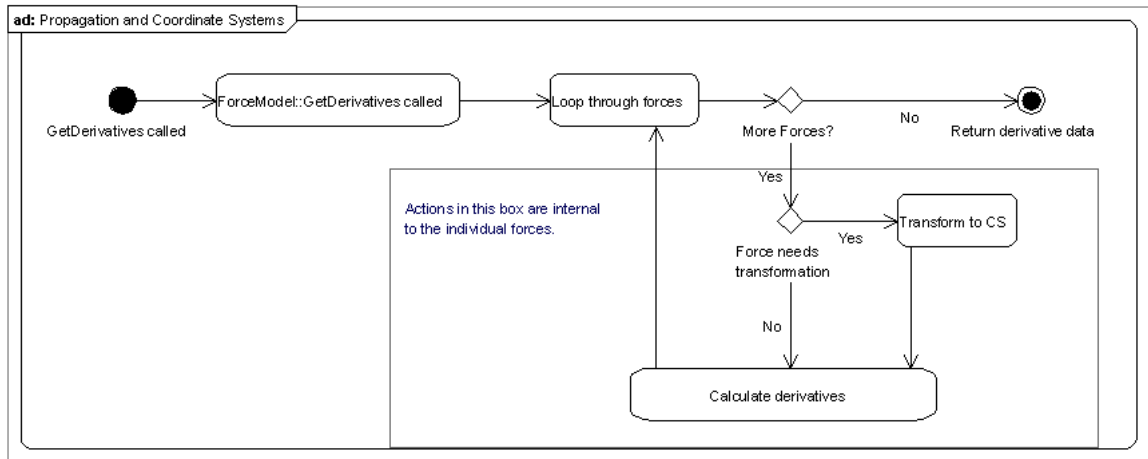 ad: Propagation and Coordinate Systems
GetDerivatives called
ForceModel::GetDerivatives called
Loop through forces
More Forces?
No
Return derivative data
Yes
Actions in this box are internal
to the individual forces.
Force needs
transformation
Yes
Transform to CS
No
Calculate derivatives